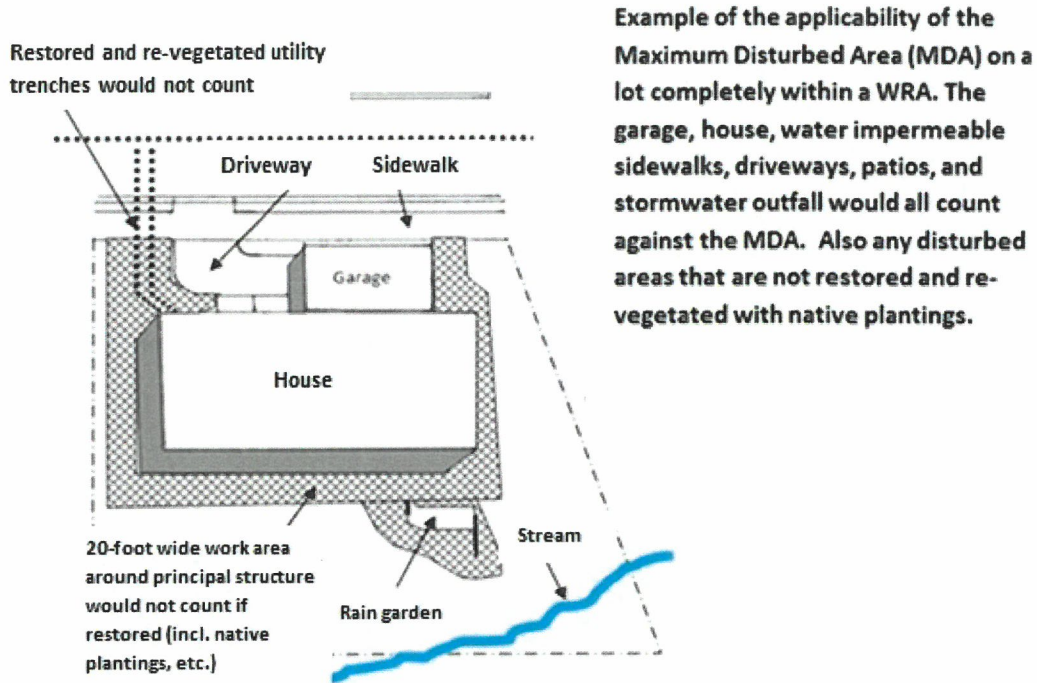 Example of the applicability of the
Maximum Disturbed Area (MDA) on a
lot completely within a WRA. The
garage, house, water impermeable
sidewalks, driveways, patios, and
stormwater outfall would all count
against the MDA. Also any disturbed
areas that are not restored and re-
vegetated with native plantings.
Restored and re-vegetated utility
trenches would not count
Driveway
Sidewalk
Garage
House
20-foot wide work area
around principal structure
would not count if
restored (incl. native
plantings, etc.)
Rain garden
Stream